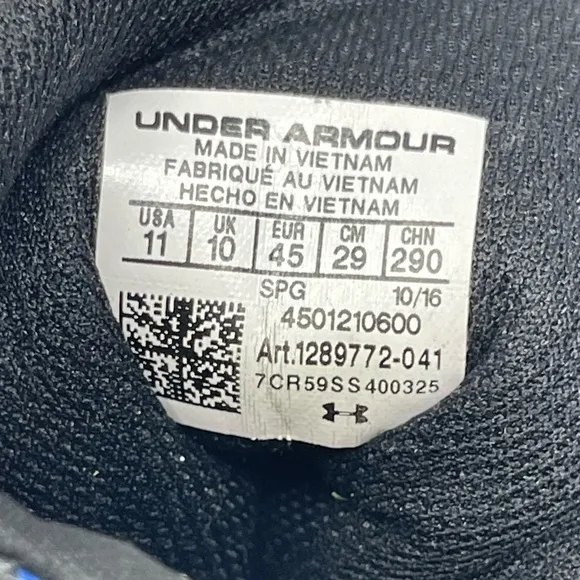 UNDER ARMOUR
MADE IN VIETNAM
FABRIQUÉ AU VIETNAM
HECHO EN VIETNAM
USA UK EUR CM CHN
11 10 45 29 290
SPG 10/16
4501210600
Art.1289772-041
7CR59SS400325